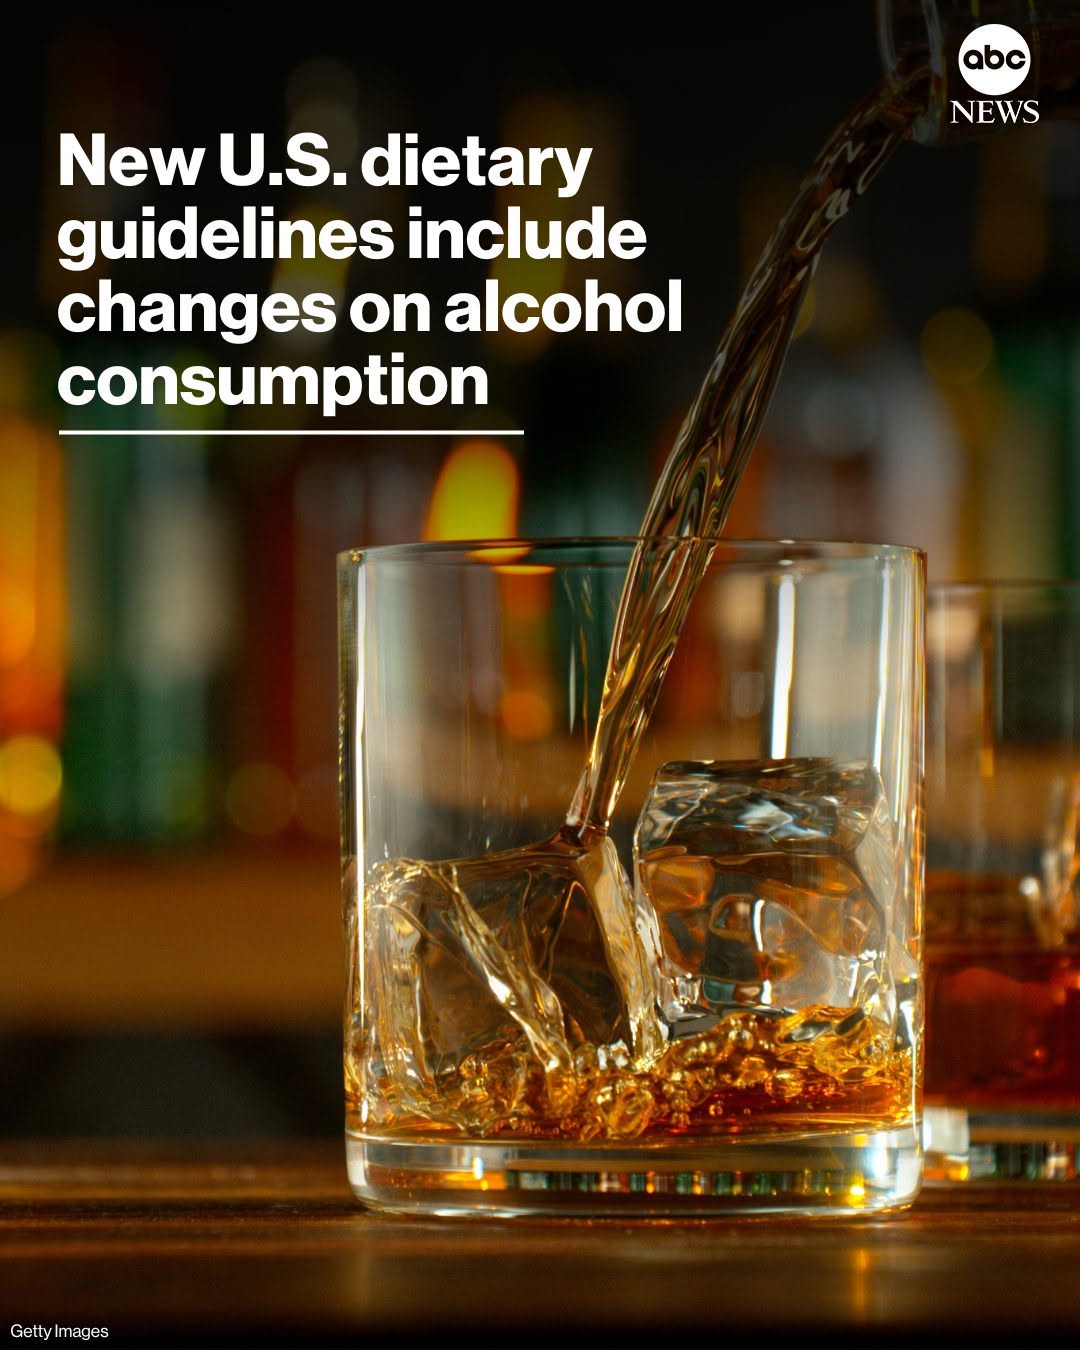 abc
NEWS
New U.S. dietary
guidelines include
changes on alcohol
consumption
Getty Images